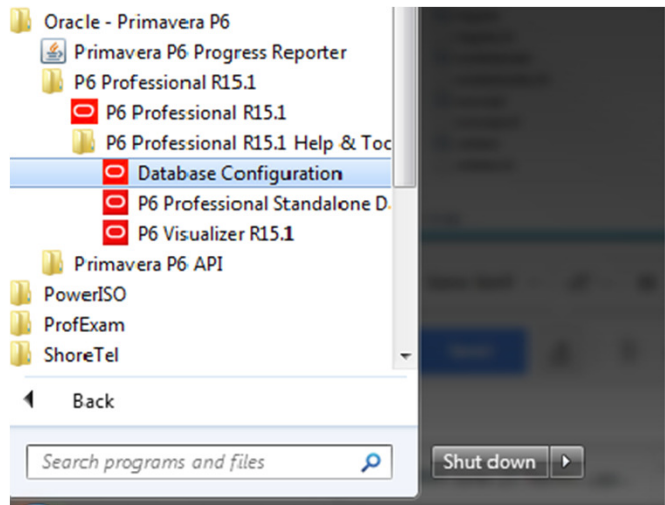 Oracle - Primavera P6
Primavera P6 Progress Reporter
P6 Professional R15.1
P6 Professional R15.1
P6 Professional R15.1 Help & Toc
Database Configuration
P6 Professional Standalone D
P6 Visualizer R15.1
Primavera P6 API
PowerISO
ProfExam
ShoreTel
Back
Search programs and files
Shut down